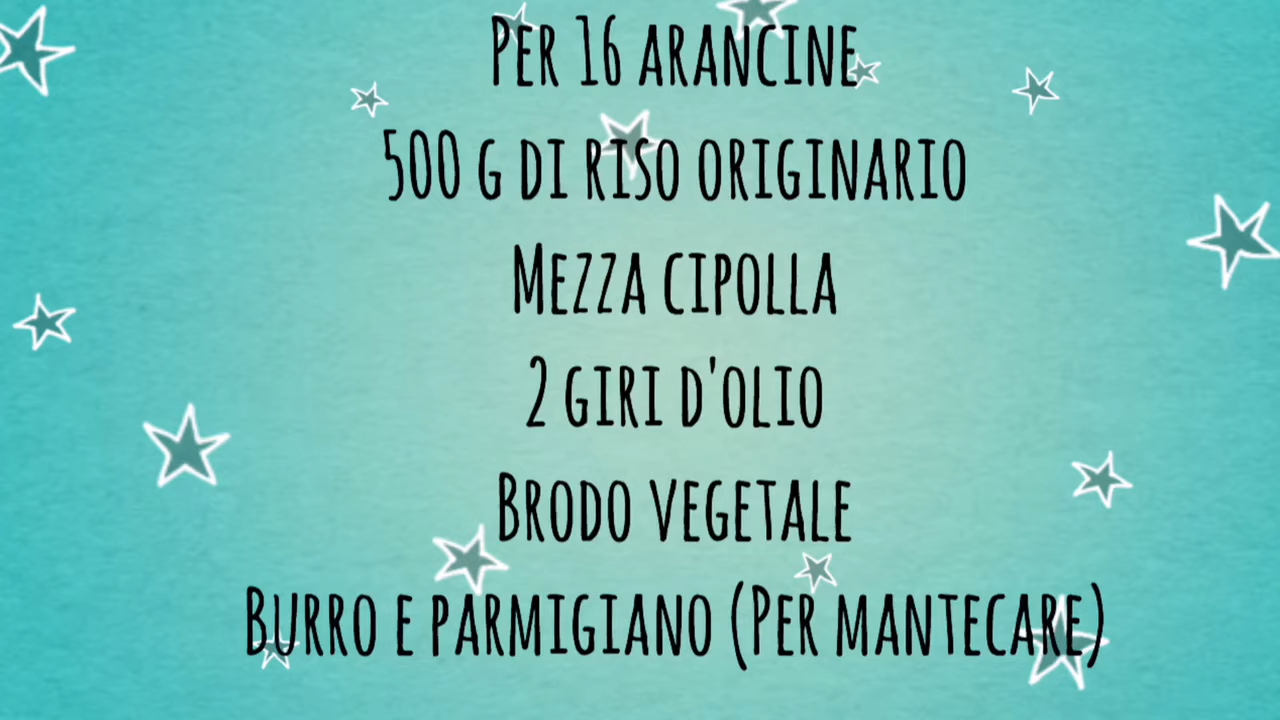 Per 16 arancine
500 g di riso originario
Mezza cipolla
2 giri d'olio
Brodo vegetale
Burro e parmigiano (Per mantecare)